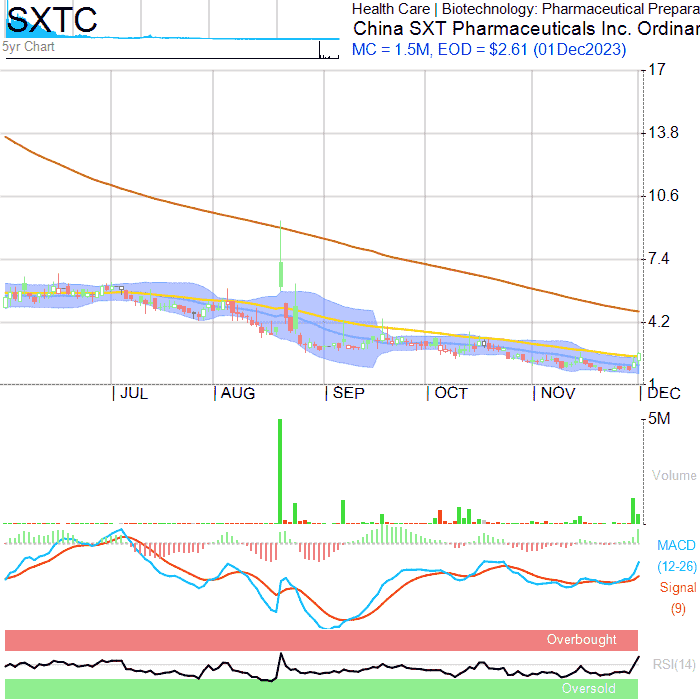 SXTC
5yr Chart
Health Care | Biotechnology: Pharmaceutical Prepara
China SXT Pharmaceuticals Inc. Ordinar
MC = 1.5M, EOD = $2.61 (01Dec2023)
17
13.8
10.6
7.4
4.2
1
JUL
AUG
SEP
OCT
NOV
DEC
5M
Volume
MACD
(12-26)
Signal
(9)
Overbought
RSI(14)
Oversold